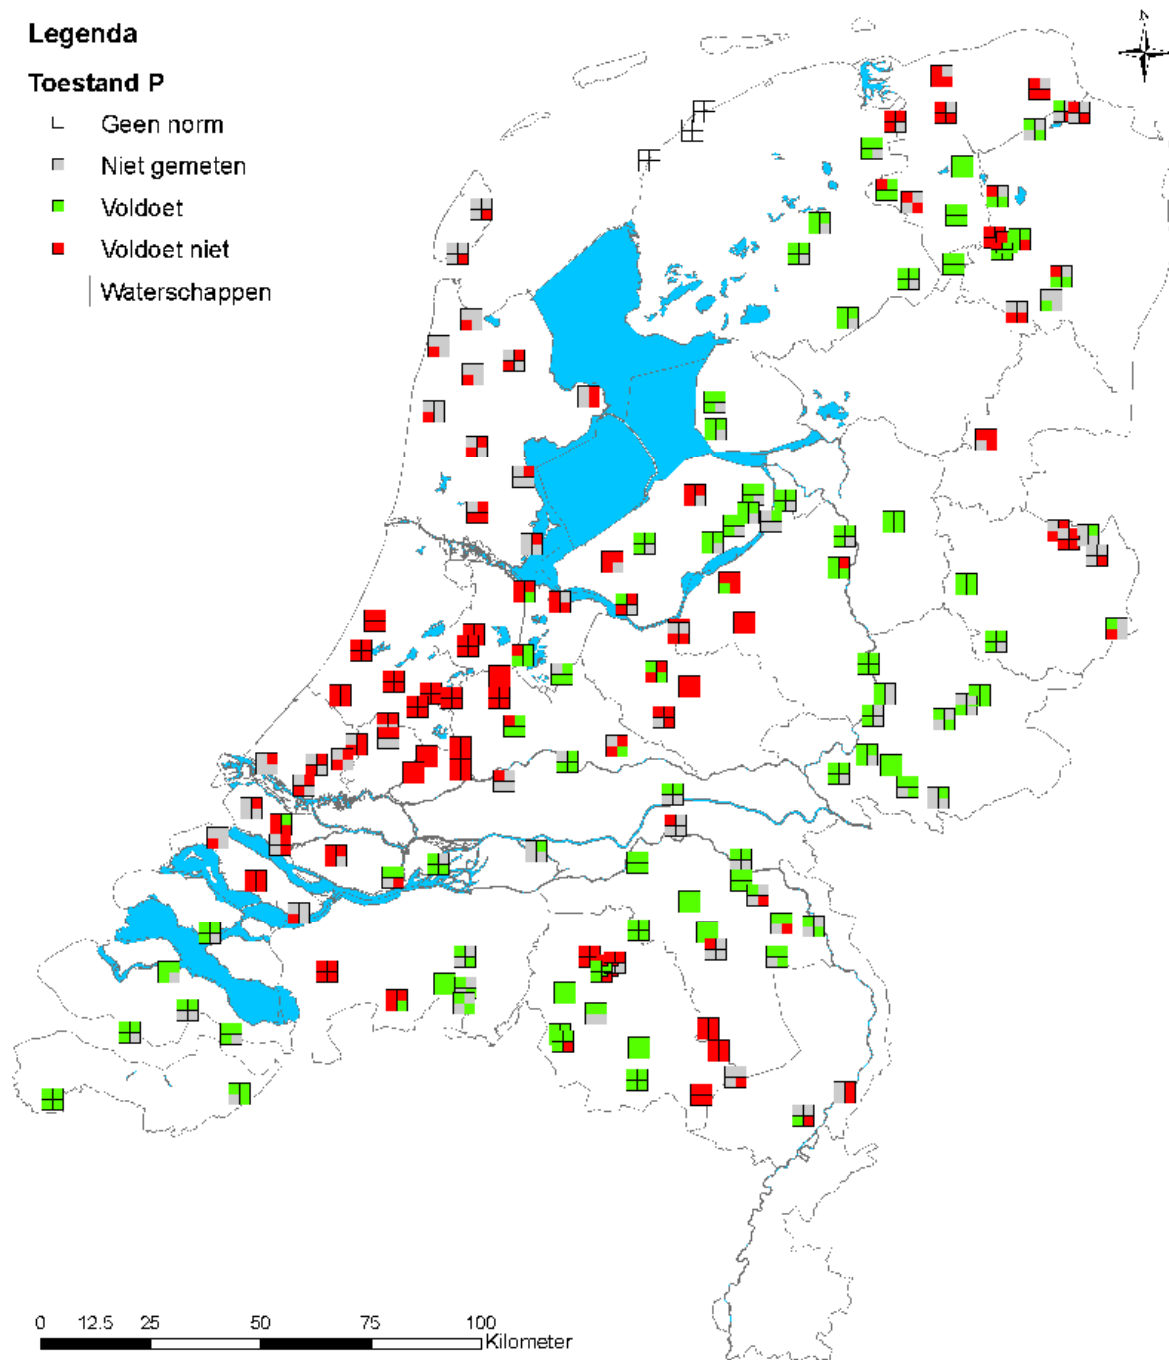 Legenda
Toestand P
Geen norm
Niet gemeten
Voldoet
Voldoet niet
Waterschappen
N
0 12.5 25 50 75 100
Kilometer